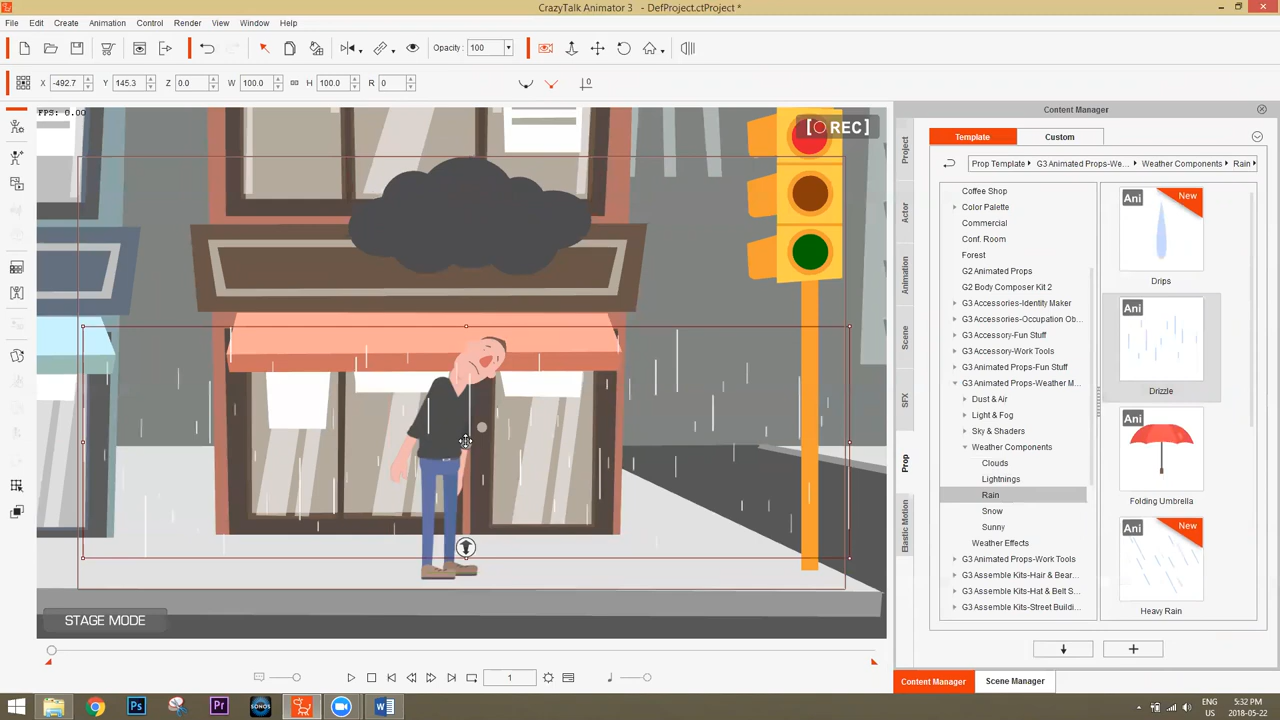 CrazyTalk Animator 3 - DefProject.ctProject *
File Edit Create Animation Control Render View Window Help
Opacity : 100
X -492.7 Y 145.3 Z 0.0 W 100.0 H 100.0 R 0
FPS: 0.00
[ REC]
STAGE MODE
1
Content Manager
Template Custom
Prop Template G3 Animated Props-We... Weather Components Rain
Project
Actor
Animation
Scene
SFX
Prop
Elastic Motion
Coffee Shop
Color Palette
Commercial
Conf. Room
Forest
G2 Animated Props
G2 Body Composer Kit 2
G3 Accessories-Identity Maker
G3 Accessories-Occupation Ob...
G3 Accessory-Fun Stuff
G3 Accessory-Work Tools
G3 Animated Props-Fun Stuff
G3 Animated Props-Weather M...
Dust & Air
Light & Fog
Sky & Shaders
Weather Components
Clouds
Lightnings
Rain
Snow
Sunny
Weather Effects
G3 Animated Props-Work Tools
G3 Assemble Kits-Hair & Bear...
G3 Assemble Kits-Hat & Belt S...
G3 Assemble Kits-Street Buildi...
Ani New
Drips
Ani
Drizzle
Ani
Folding Umbrella
Ani New
Heavy Rain
Content Manager Scene Manager
Ps SONOS Pr W
ENG 5:32 PM
US 2018-05-22